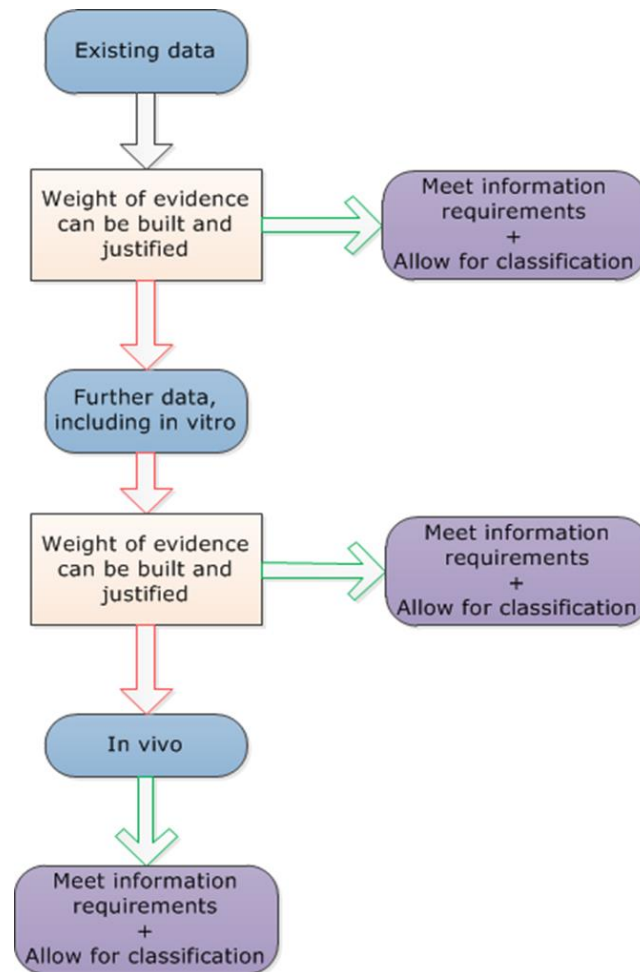 Existing data
Weight of evidence
can be built and
justified
Meet information
requirements
+
Allow for classification
Further data,
including in vitro
Weight of evidence
can be built and
justified
Meet information
requirements
+
Allow for classification
In vivo
Meet information
requirements
+
Allow for classification